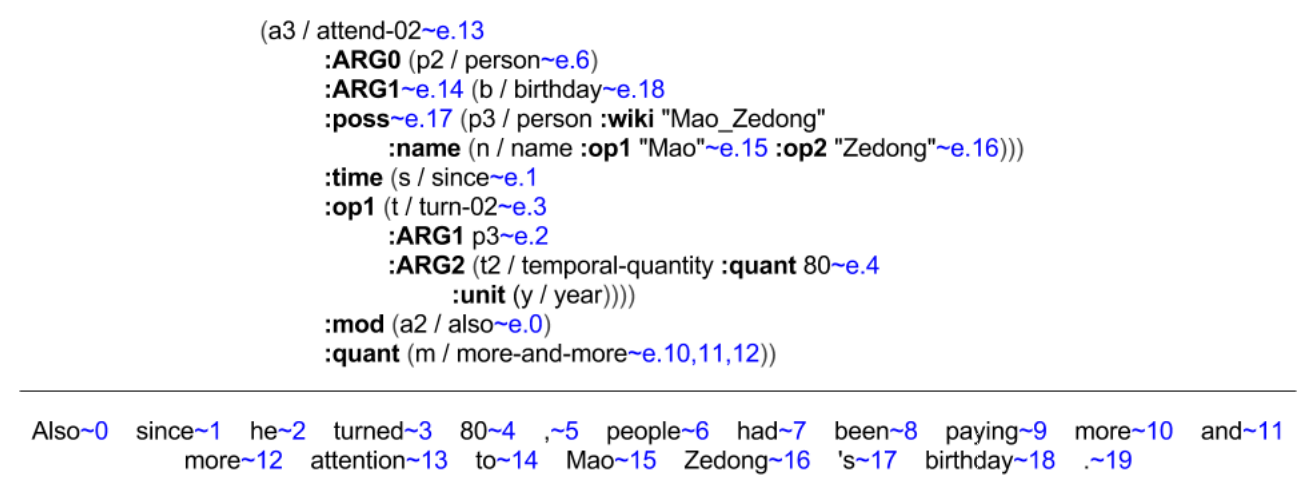 (a3 / attend-02~e.13
:ARG0 (p2 / person~e.6)
:ARG1~e.14 (b / birthday~e.18
:poss~e.17 (p3 / person :wiki "Mao_Zedong"
:name (n / name :op1 "Mao"~e.15 :op2 "Zedong"~e.16)))
:time (s / since~e.1
:op1 (t / turn-02~e.3
:ARG1 p3~e.2
:ARG2 (t2 / temporal-quantity :quant 80~e.4
:unit (y / year))))
:mod (a2 / also~e.0)
:quant (m / more-and-more~e.10,11,12))
Also~0 since~1 he~2 turned~3 80~4 ,~5 people~6 had~7 been~8 paying~9 more~10 and~11
more~12 attention~13 to~14 Mao~15 Zedong~16 's~17 birthday~18 .~19